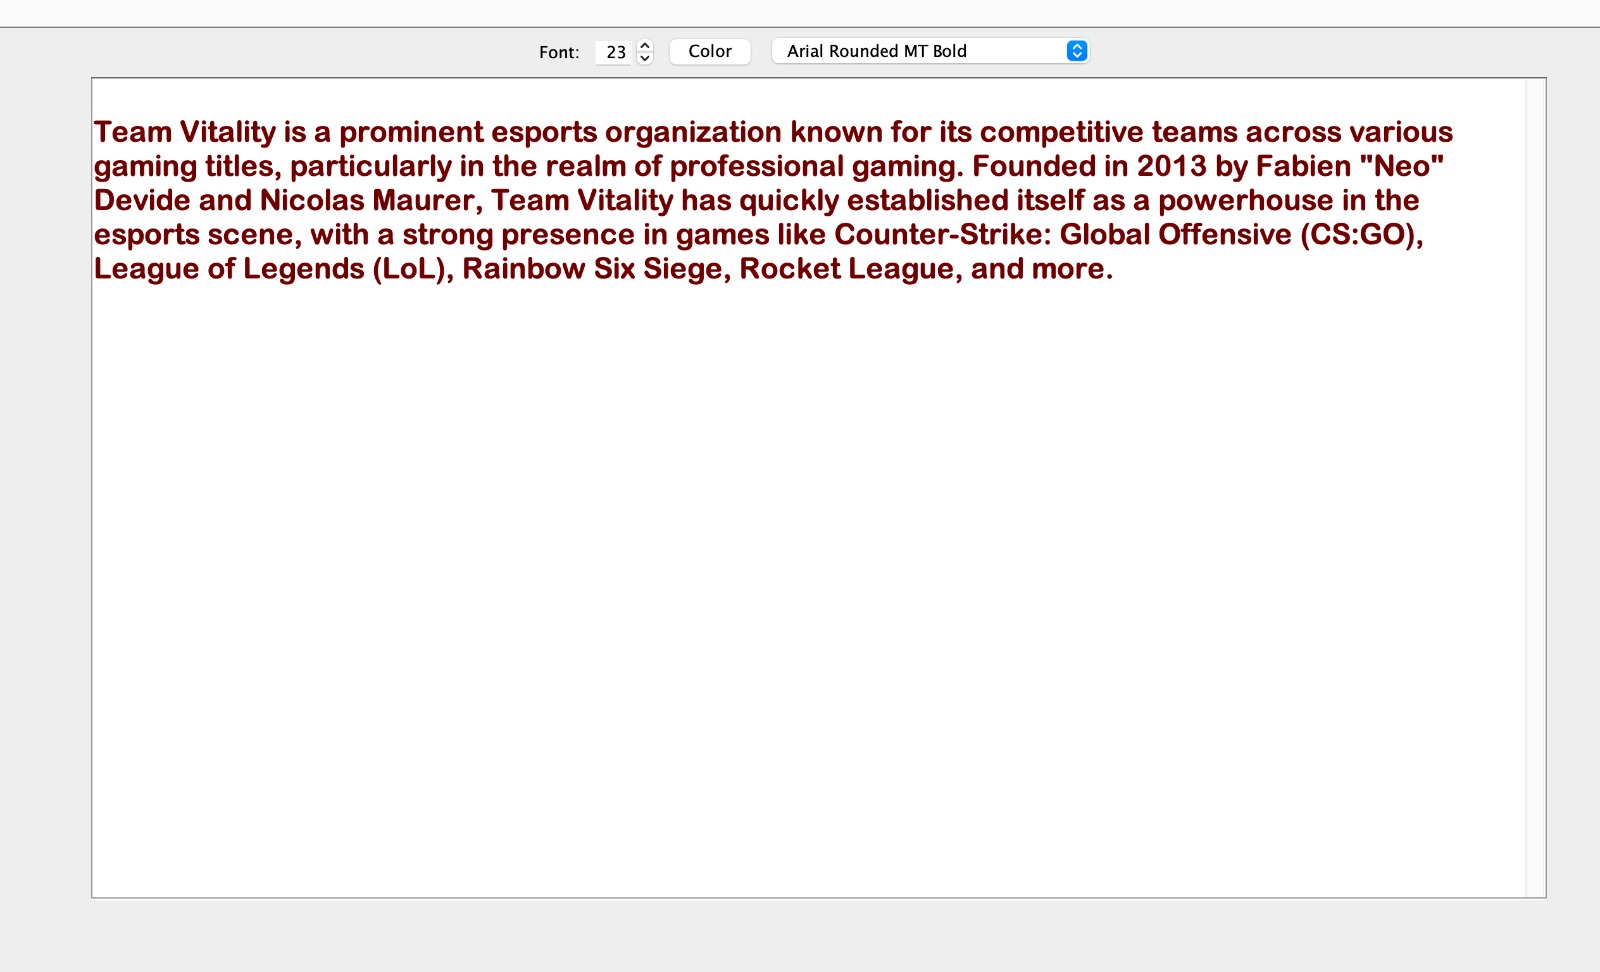 Font: 23 Color Arial Rounded MT Bold
Team Vitality is a prominent esports organization known for its competitive teams across various
gaming titles, particularly in the realm of professional gaming. Founded in 2013 by Fabien "Neo"
Devide and Nicolas Maurer, Team Vitality has quickly established itself as a powerhouse in the
esports scene, with a strong presence in games like Counter-Strike: Global Offensive (CS:GO),
League of Legends (LoL), Rainbow Six Siege, Rocket League, and more.